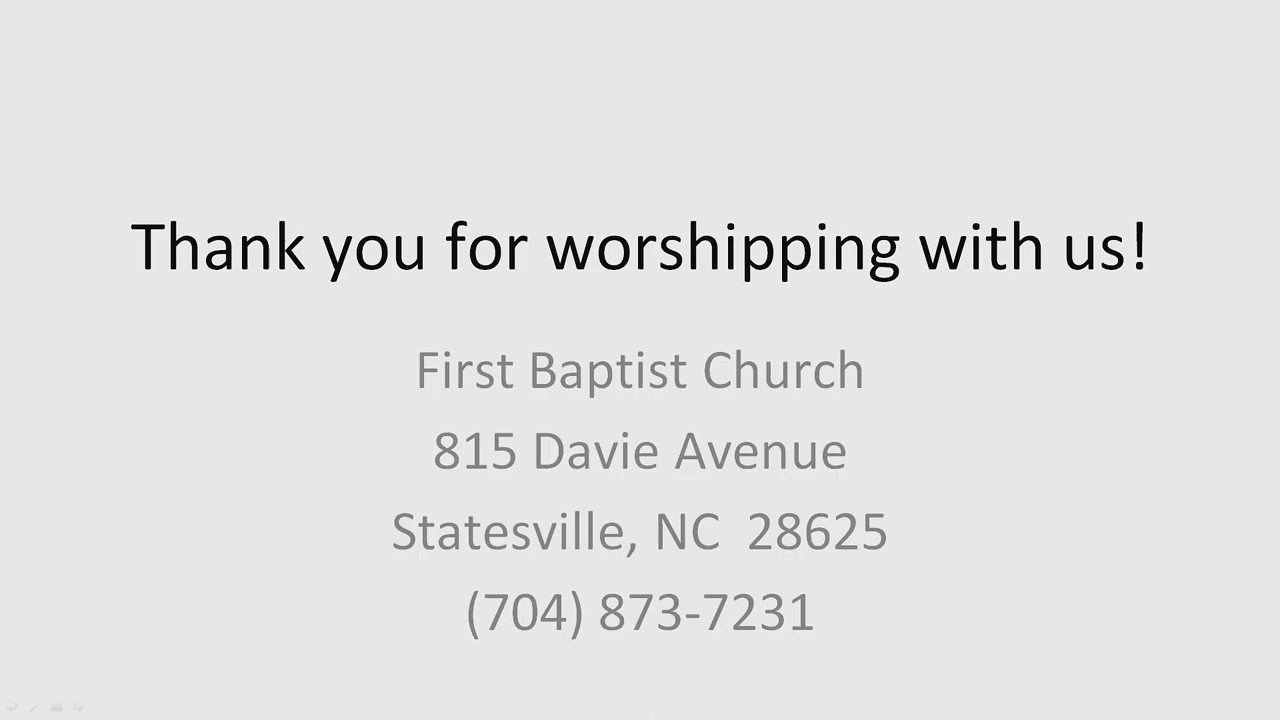 Thank you for worshipping with us!
First Baptist Church
815 Davie Avenue
Statesville, NC  28625
(704) 873-7231